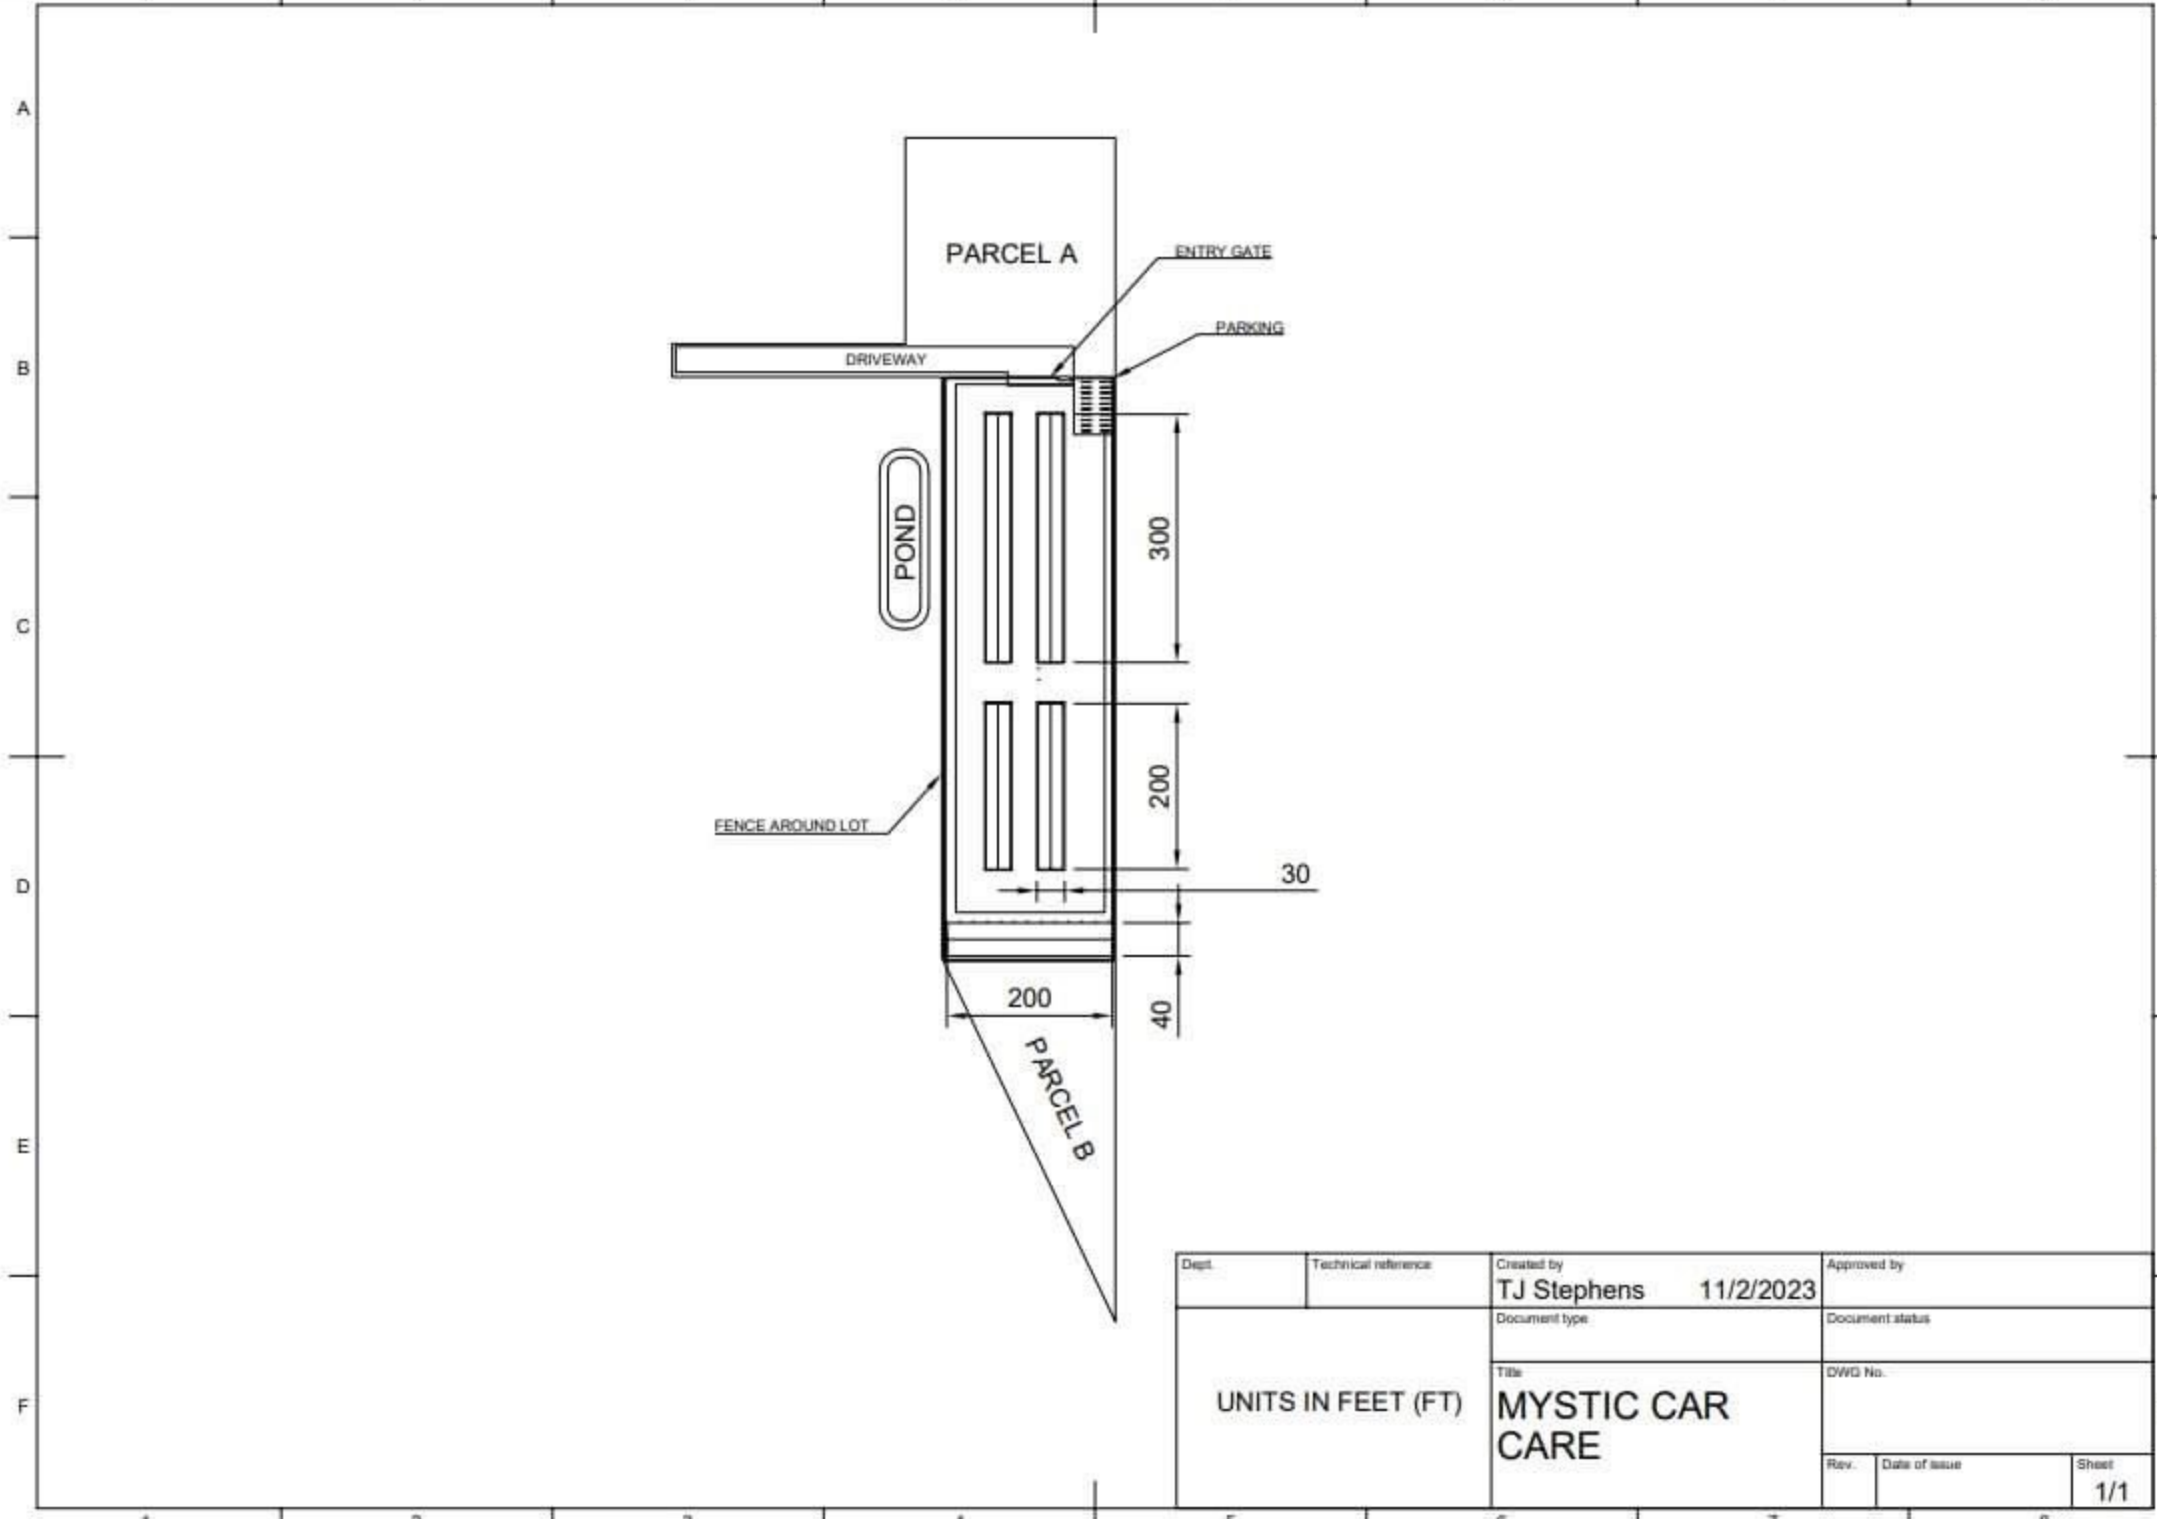 A
PARCEL A
ENTRY GATE
PARKING
B
DRIVEWAY
POND
300
C
200
FENCE AROUND LOT
30
D
200
40
PARCEL B
E
Dept.
Technical reference
Created by
TJ Stephens 11/2/2023
Approved by
Document type
Document status
UNITS IN FEET (FT)
Title
MYSTIC CAR
CARE
DWG No.
F
Rev.
Date of issue
Sheet
1/1